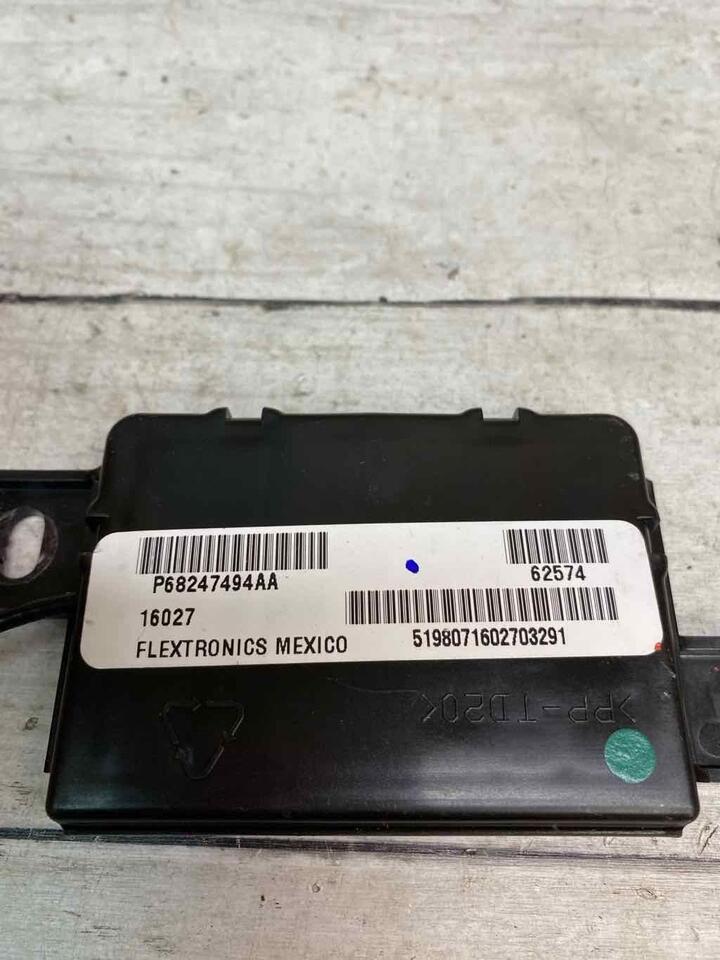 P68247494AA
62574
16027
5198071602703291
FLEXTRONICS MEXICO
>PP-TD20<